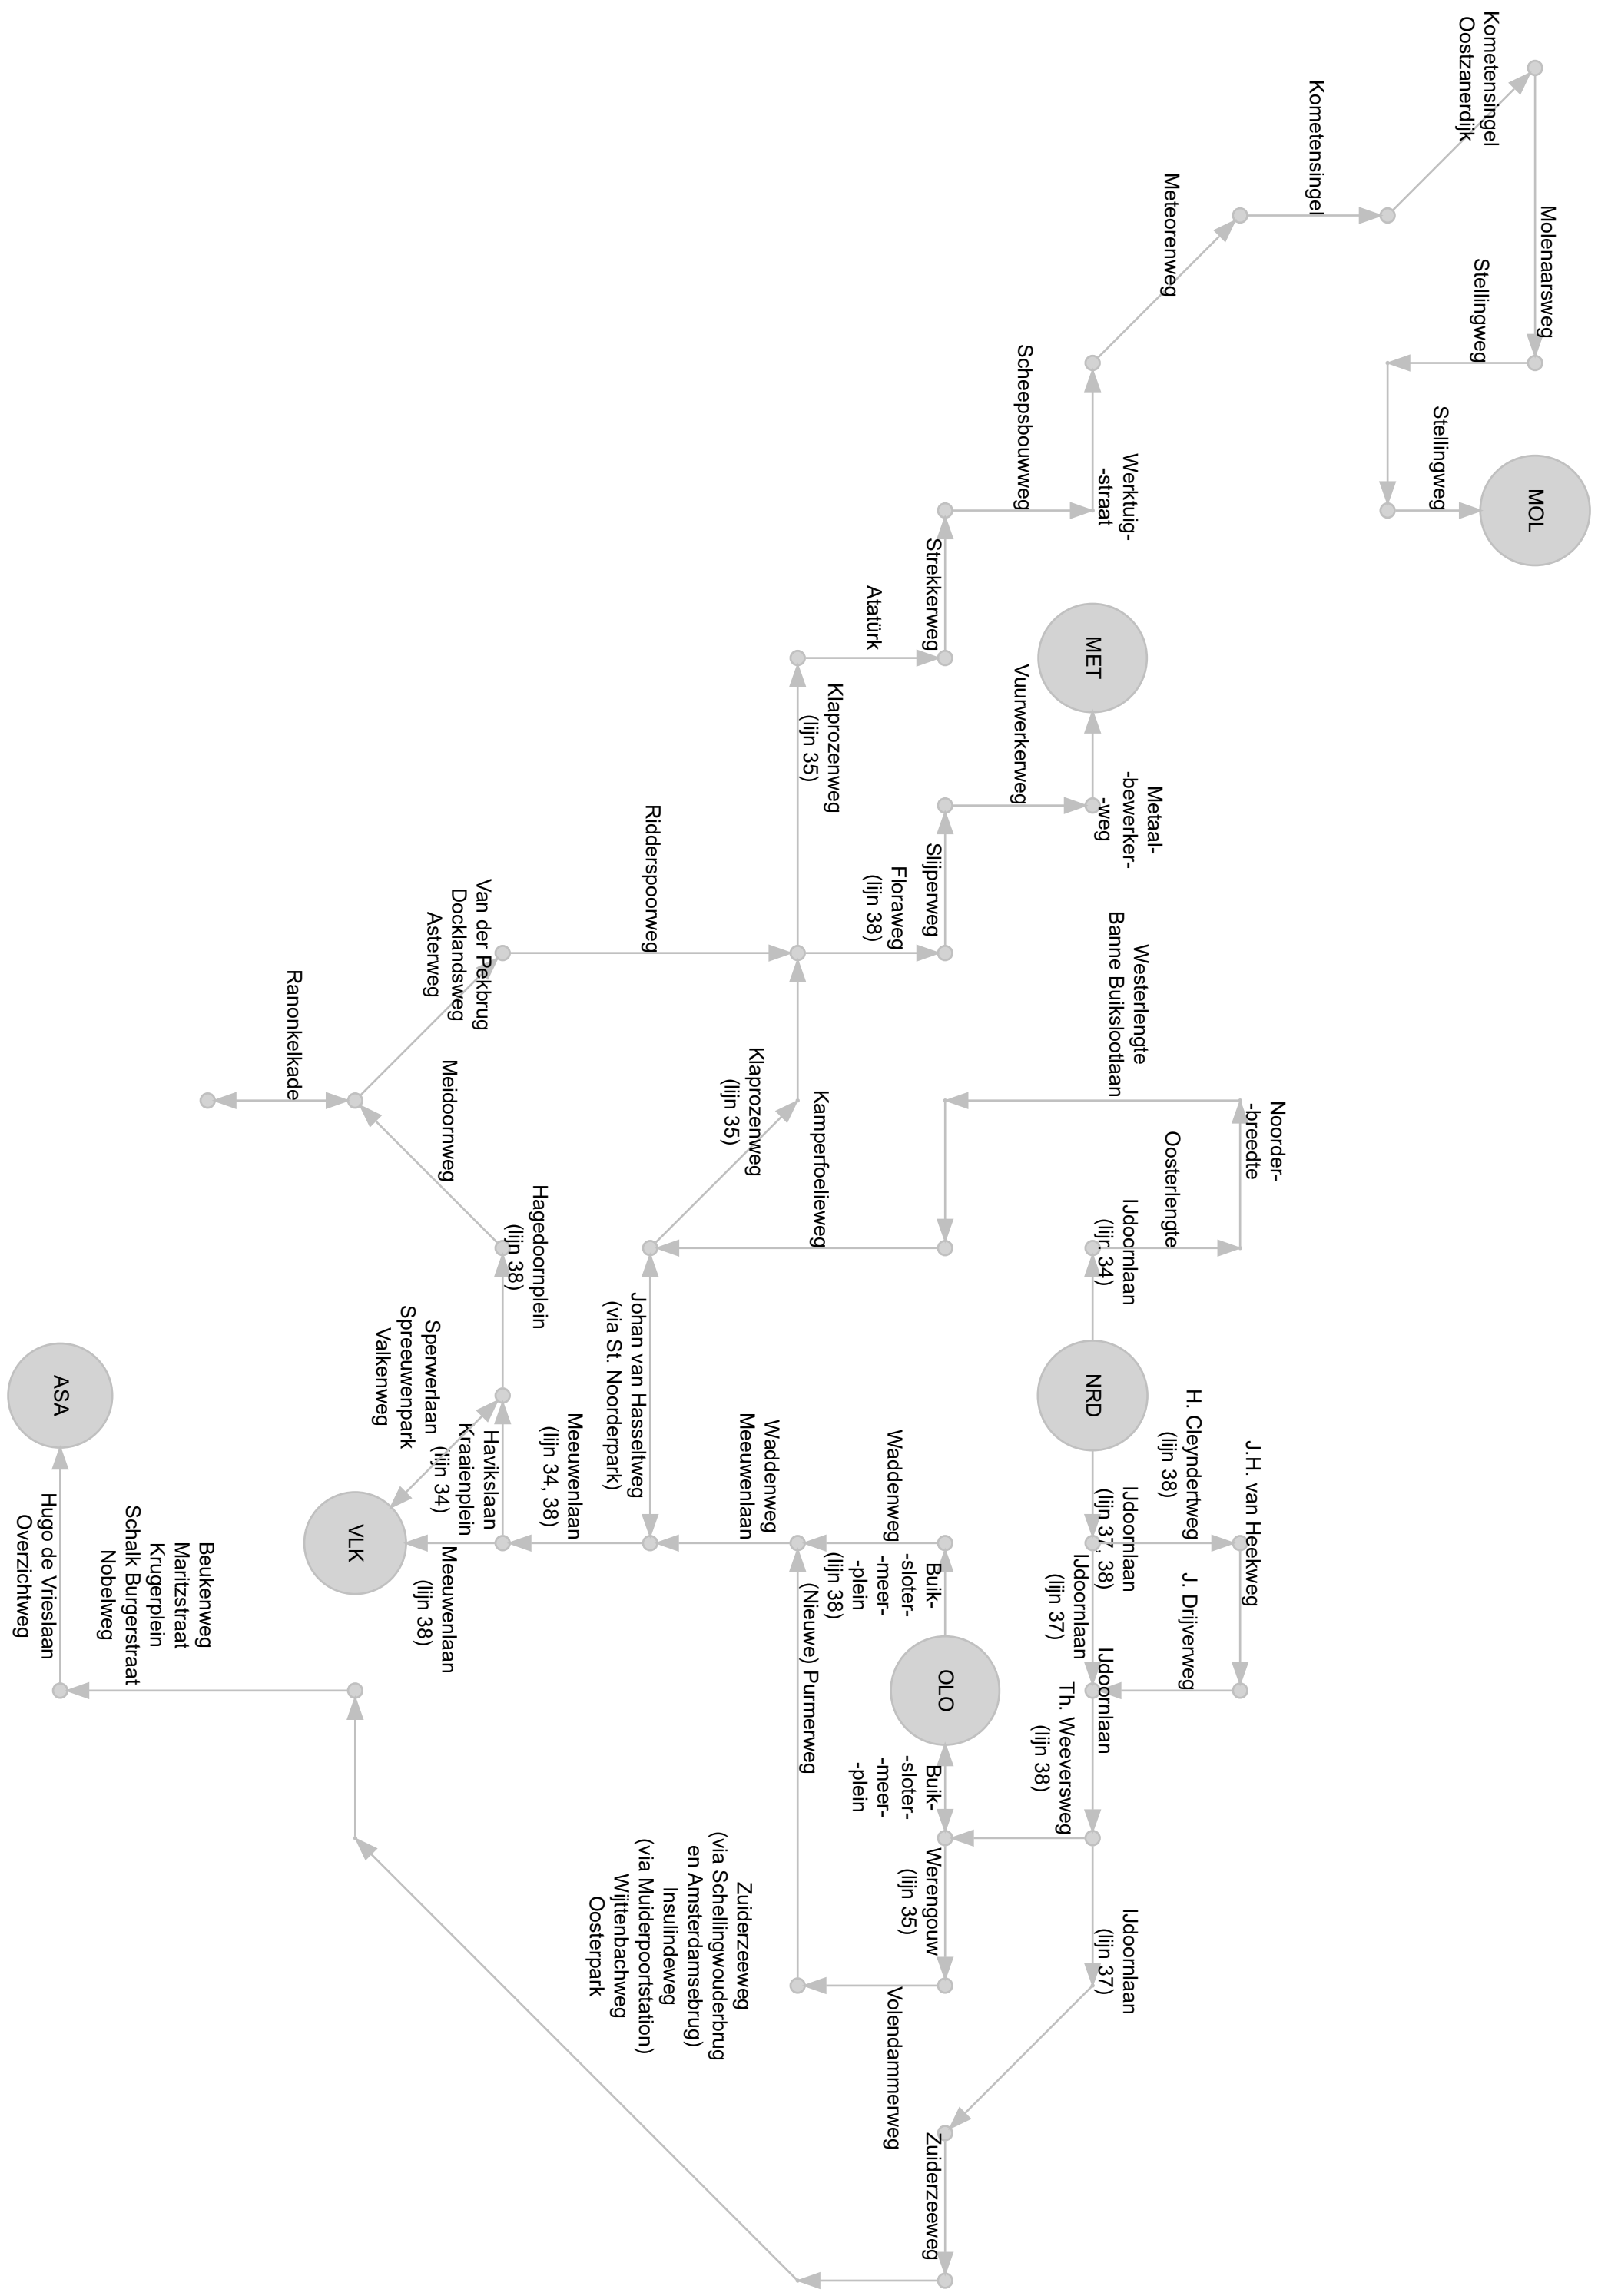 Kometensingel
Oostzanerdijk
Molenaarsweg
Kometensingel
Stellingweg
Stellingweg
MOL
Meteorenweg
Scheepsbouwweg
Werktuig-
-straat
Strekkerweg
Atatürk
MET
Vuurwerkerweg
Metaal-
-bewerker-
-weg
Klaprozenweg
(lijn 35)
Slijperweg
Floraweg
(lijn 38)
Ridderspoorweg
Van der Pekbrug
Docklandsweg
Asterweg
Ranonkelkade
Meidoornweg
Westerlengte
Banne Buikslootlaan
Noorder-
-breedte
Oosterlengte
IJdoornlaan
(lijn 34)
Klaprozenweg
(lijn 35)
Kamperfoelieweg
Hagedoornplein
(lijn 38)
Johan van Hasseltweg
(via St. Noorderpark)
NRD
H. Cleyndertweg
(lijn 38)
J.H. van Heekweg
IJdoornlaan
(lijn 37, 38)
IJdoornlaan
(lijn 37)
J. Drijverweg
IJdoornlaan
Th. Weeversweg
(lijn 38)
Sperwerlaan
Spreeuwenpark
Valkenweg
Havikslaan
Kraaienplein
(lijn 34)
Meeuwenlaan
(lijn 34, 38)
Waddenweg
Meeuwenlaan
Waddenweg
Buik-
-sloter-
-meer-
-plein
(lijn 38)
OLO
Buik-
-sloter-
-meer-
-plein
(Nieuwe) Purmerweg
Werengouw
(lijn 35)
Volendammerweg
IJdoornlaan
(lijn 37)
Zuiderzeeweg
VLK
Meeuwenlaan
(lijn 38)
ASA
Hugo de Vrieslaan
Overzichtweg
Beukenweg
Maritzstraat
Krugerplein
Schalk Burgerstraat
Nobelweg
Zuiderzeeweg
(via Schellingwouderbrug
en Amsterdamsebrug)
Insulindeweg
(via Muiderpoortstation)
Wijttenbachweg
Oosterpark